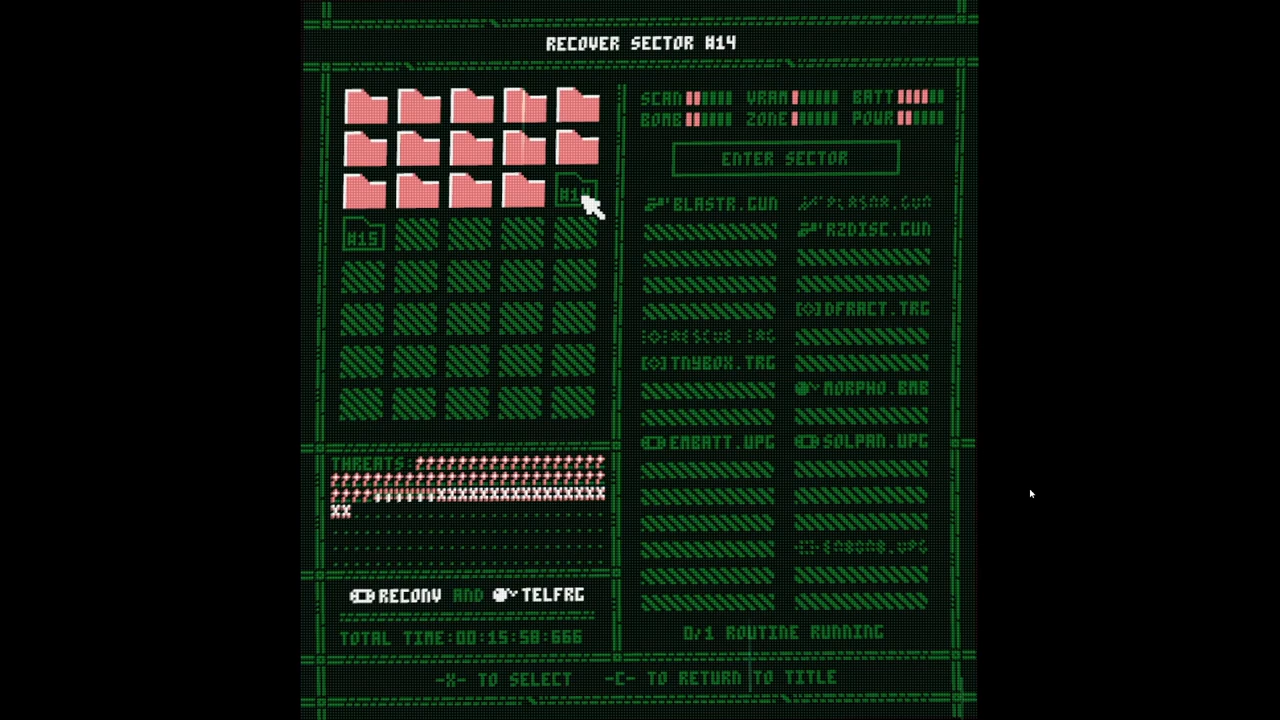 RECOVER SECTOR #14
SCAN VRAM BATT
BOMB ZONE POWR
ENTER SECTOR
BLASTR.GUN
R2DISC.GUN
#14
#15
DFRACT.TRG
TNYBOX.TRG
MORPHO.BMB
EMBATT.UPG SOLPAN.UPG
THREATS:
XXXXXXXXXXXXXXXX
XX
RECONV AND TELFRG
TOTAL TIME:00:15:58:666
0/1 ROUTINE RUNNING
-X- TO SELECT -C- TO RETURN TO TITLE